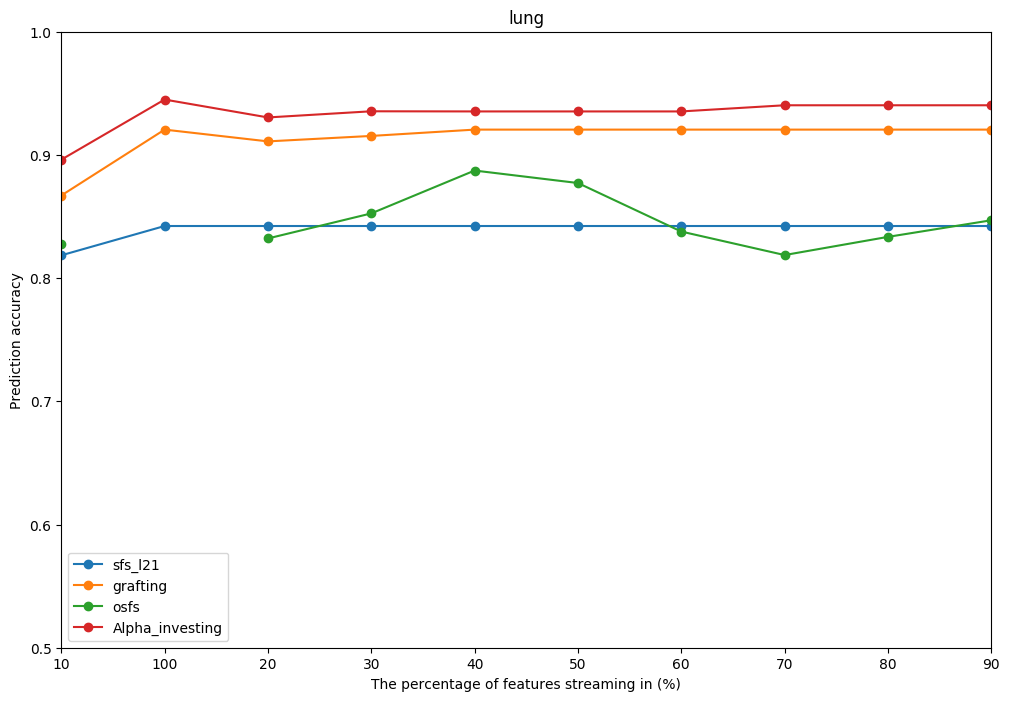 lung
1.0
0.9
0.8
0.7
0.6
0.5
Prediction accuracy
sfs_l21
grafting
osfs
Alpha_investing
10 100 20 30 40 50 60 70 80 90
The percentage of features streaming in (%)